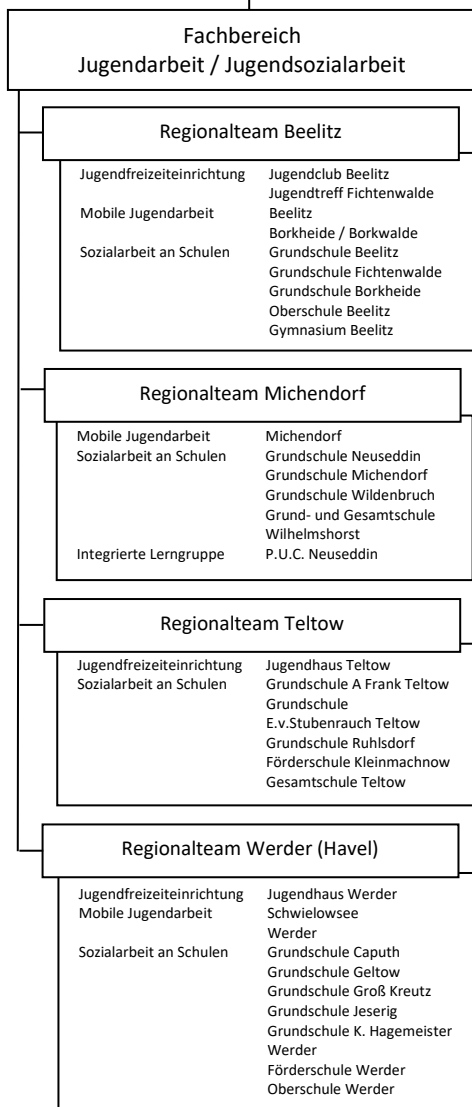 Fachbereich
Jugendarbeit / Jugendsozialarbeit
Regionalteam Beelitz
Jugendfreizeiteinrichtung Jugendclub Beelitz
Jugendtreff Fichtenwalde
Mobile Jugendarbeit Beelitz
Borkheide / Borkwalde
Sozialarbeit an Schulen Grundschule Beelitz
Grundschule Fichtenwalde
Grundschule Borkheide
Oberschule Beelitz
Gymnasium Beelitz
Regionalteam Michendorf
Mobile Jugendarbeit Michendorf
Sozialarbeit an Schulen Grundschule Neuseddin
Grundschule Michendorf
Grundschule Wildenbruch
Grund- und Gesamtschule
Wilhelmshorst
Integrierte Lerngruppe P.U.C. Neuseddin
Regionalteam Teltow
Jugendfreizeiteinrichtung Jugendhaus Teltow
Sozialarbeit an Schulen Grundschule A Frank Teltow
Grundschule
E.v.Stubenrauch Teltow
Grundschule Ruhlsdorf
Förderschule Kleinmachnow
Gesamtschule Teltow
Regionalteam Werder (Havel)
Jugendfreizeiteinrichtung Jugendhaus Werder
Mobile Jugendarbeit Schwielowsee
Werder
Sozialarbeit an Schulen Grundschule Caputh
Grundschule Geltow
Grundschule Groß Kreutz
Grundschule Jeserig
Grundschule K. Hagemeister
Werder
Förderschule Werder
Oberschule Werder